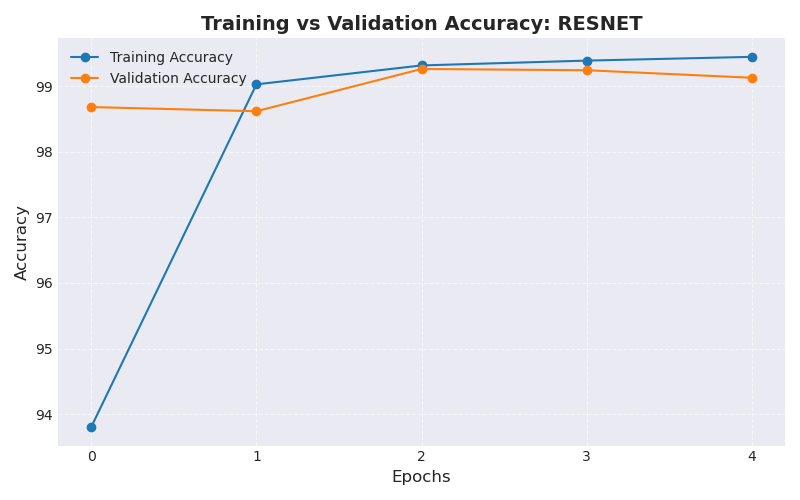 Training vs Validation Accuracy: RESNET
Training Accuracy
Validation Accuracy
99
98
97
96
95
94
Accuracy
0 1 2 3 4
Epochs